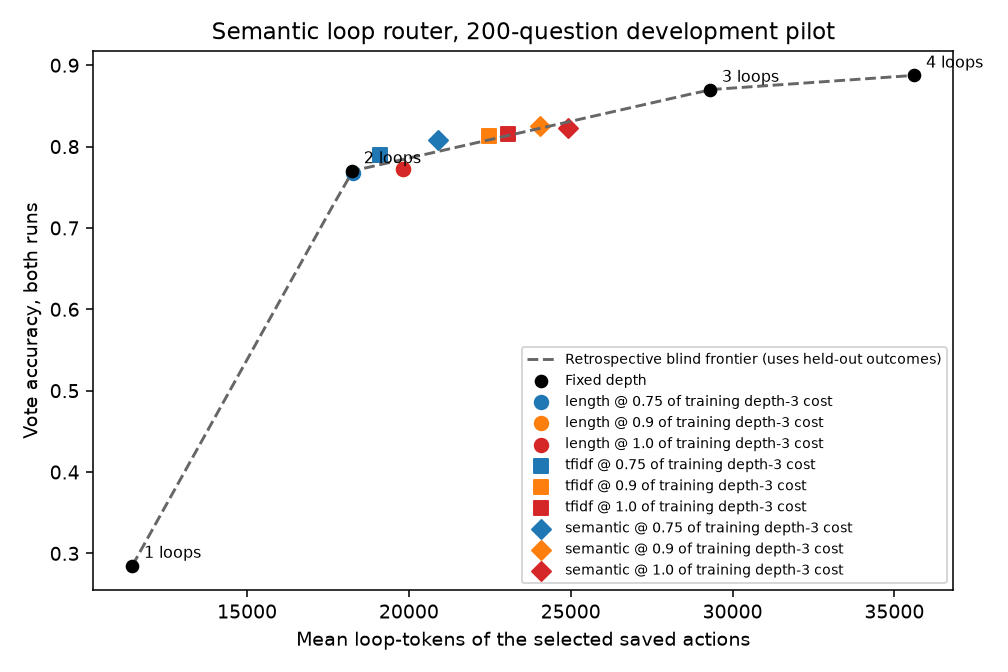 Semantic loop router, 200-question development pilot
Vote accuracy, both runs
0.9
0.8
0.7
0.6
0.5
0.4
0.3
4 loops
3 loops
2 loops
1 loops
Retrospective blind frontier (uses held-out outcomes)
Fixed depth
length @ 0.75 of training depth-3 cost
length @ 0.9 of training depth-3 cost
length @ 1.0 of training depth-3 cost
tfidf @ 0.75 of training depth-3 cost
tfidf @ 0.9 of training depth-3 cost
tfidf @ 1.0 of training depth-3 cost
semantic @ 0.75 of training depth-3 cost
semantic @ 0.9 of training depth-3 cost
semantic @ 1.0 of training depth-3 cost
15000 20000 25000 30000 35000
Mean loop-tokens of the selected saved actions